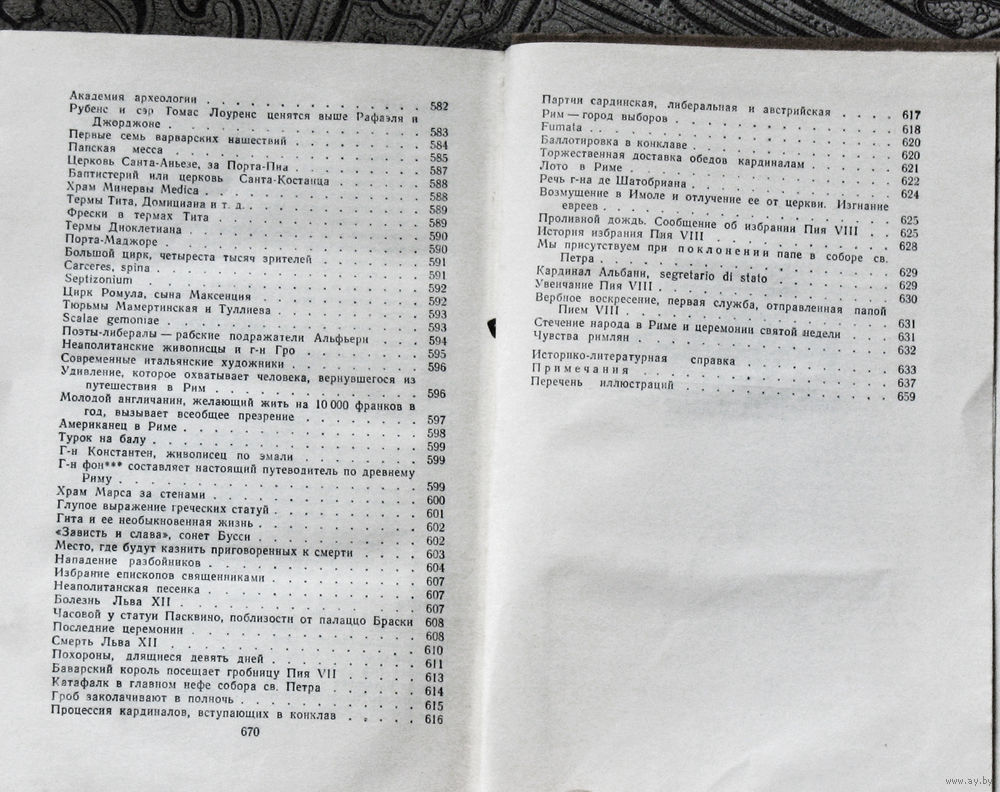 Академия археологии . . . . . . . . . . . . . . . 582
Рубенс и сэр Гомас Лоуренс ценятся выше Рафаэля и
Джорджоне . . . . . . . . . . . . . . . . 583
Первые семь варварских нашествий . . . . . . . . . 584
Папская месса . . . . . . . . . . . . . . . . . 585
Церковь Санта-Аньезе, за Порта-Пиа . . . . . . . . 587
Баптистерий или церковь Санта-Костанца . . . . . . 588
Храм Минервы Medica . . . . . . . . . . . . . . 588
Термы Тита, Домициана и т. д. . . . . . . . . . . . 589
Фрески в термах Тита . . . . . . . . . . . . . . 589
Термы Диоклетиана . . . . . . . . . . . . . . . 590
Порта-Маджоре . . . . . . . . . . . . . . . . . 590
Большой цирк, четыреста тысяч зрителей . . . . . . 591
Carceres, spina . . . . . . . . . . . . . . . . . 591
Septizonium . . . . . . . . . . . . . . . . . . 592
Цирк Ромула, сына Максенция . . . . . . . . . . . 592
Тюрьмы Мамертинская и Туллиева . . . . . . . . . 593
Scalae gemoniae . . . . . . . . . . . . . . . . 593
Поэты-либералы — рабские подражатели Альфьери . . . 594
Неаполитанские живописцы и г-н Гро . . . . . . . . 595
Современные итальянские художники . . . . . . . . 596
Удивление, которое охватывает человека, вернувшегося из
путешествия в Рим . . . . . . . . . . . . . 596
Молодой англичанин, желающий жить на 10 000 франков в
год, вызывает всеобщее презрение . . . . . . . 597
Американец в Риме . . . . . . . . . . . . . . . 598
Турок на балу . . . . . . . . . . . . . . . . . 599
Г-н Константен, живописец по эмали . . . . . . . . 599
Г-н фон*** составляет настоящий путеводитель по древнему
Риму . . . . . . . . . . . . . . . . . . . 599
Храм Марса за стенами . . . . . . . . . . . . . 600
Глупое выражение греческих статуй . . . . . . . . . 601
Гита и ее необыкновенная жизнь . . . . . . . . . . 602
«Зависть и слава», сонет Бусси . . . . . . . . . . 602
Место, где будут казнить приговоренных к смерти . . . 603
Нападение разбойников . . . . . . . . . . . . . 604
Избрание епископов священниками . . . . . . . . . 607
Неаполитанская песенка . . . . . . . . . . . . . 607
Болезнь Льва XII . . . . . . . . . . . . . . . . 607
Часовой у статуи Пасквино, поблизости от палаццо Браски 608
Последние церемонии . . . . . . . . . . . . . . 608
Смерть Льва XII . . . . . . . . . . . . . . . . 610
Похороны, длящиеся девять дней . . . . . . . . . . 611
Баварский король посещает гробницу Пия VII . . . . . 613
Катафалк в главном нефе собора св. Петра . . . . . . 614
Гроб заколачивают в полночь . . . . . . . . . . . 615
Процессия кардиналов, вступающих в конклав . . . . . 616
670
Партии сардинская, либеральная и австрийская . . . . 617
Рим — город выборов . . . . . . . . . . . . . . 618
Fumata . . . . . . . . . . . . . . . . . . . . 620
Баллотировка в конклаве . . . . . . . . . . . . . 620
Торжественная доставка обедов кардиналам . . . . . . 621
Лото в Риме . . . . . . . . . . . . . . . . . . 622
Речь г-на де Шатобриана . . . . . . . . . . . . . 624
Возмущение в Имоле и отлучение ее от церкви. Изгнание
евреев . . . . . . . . . . . . . . . . . . 625
Проливной дождь. Сообщение об избрании Пия VIII . . 625
История избрания Пия VIII . . . . . . . . . . . . 628
Мы присутствуем при поклонении папе в соборе св.
Петра . . . . . . . . . . . . . . . . . . 629
Кардинал Альбани, segretario di stato . . . . . . . . 629
Увенчание Пия VIII . . . . . . . . . . . . . . . 630
Вербное воскресение, первая служба, отправленная папой
Пием VIII . . . . . . . . . . . . . . . . . 631
Стечение народа в Риме и церемонии святой недели . . 631
Чувства римлян . . . . . . . . . . . . . . . . 632
Историко-литературная справка . . . . . . . . . . 633
Примечания . . . . . . . . . . . . . . . . . . 637
Перечень иллюстраций . . . . . . . . . . . . . . 659
www.ay.by